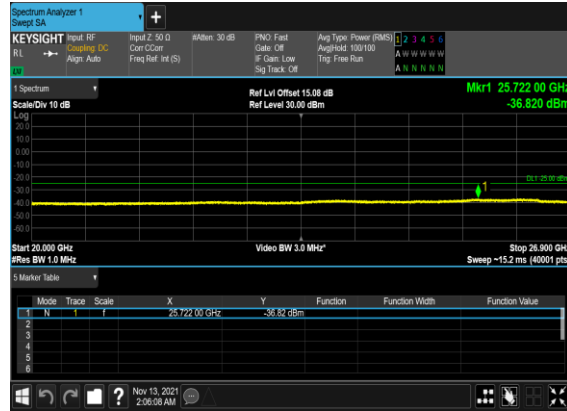 Spectrum Analyzer 1
Swept SA
+
KEYSIGHT Input: RF Input Z: 50 Ω #Atten: 30 dB PNO: Fast Avg Type: Power (RMS) 1 2 3 4 5 6
RL Coupling: DC Corr CCorr Gate: Off Avg|Hold: 100/100 A W W W W W
Align: Auto Freq Ref: Int (S) IF Gain: Low Trig: Free Run
Sig Track: Off A N N N N N
1 Spectrum Ref Lvl Offset 15.08 dB Mkr1 25.722 00 GHz
Scale/Div 10 dB Ref Level 30.00 dBm -36.820 dBm
Log
20.0
10.0
0.00
-10.0
-20.0
DL1 -25.00 dBm
-30.0
1
-40.0
-50.0
-60.0
Start 20.000 GHz Video BW 3.0 MHz* Stop 26.900 GHz
#Res BW 1.0 MHz Sweep ~15.2 ms (40001 pts)
5 Marker Table
Mode Trace Scale X Y Function Function Width Function Value
1 N 1 f 25.722 00 GHz -36.82 dBm
2
3
4
5
6
? Nov 13, 2021
2:06:08 AM